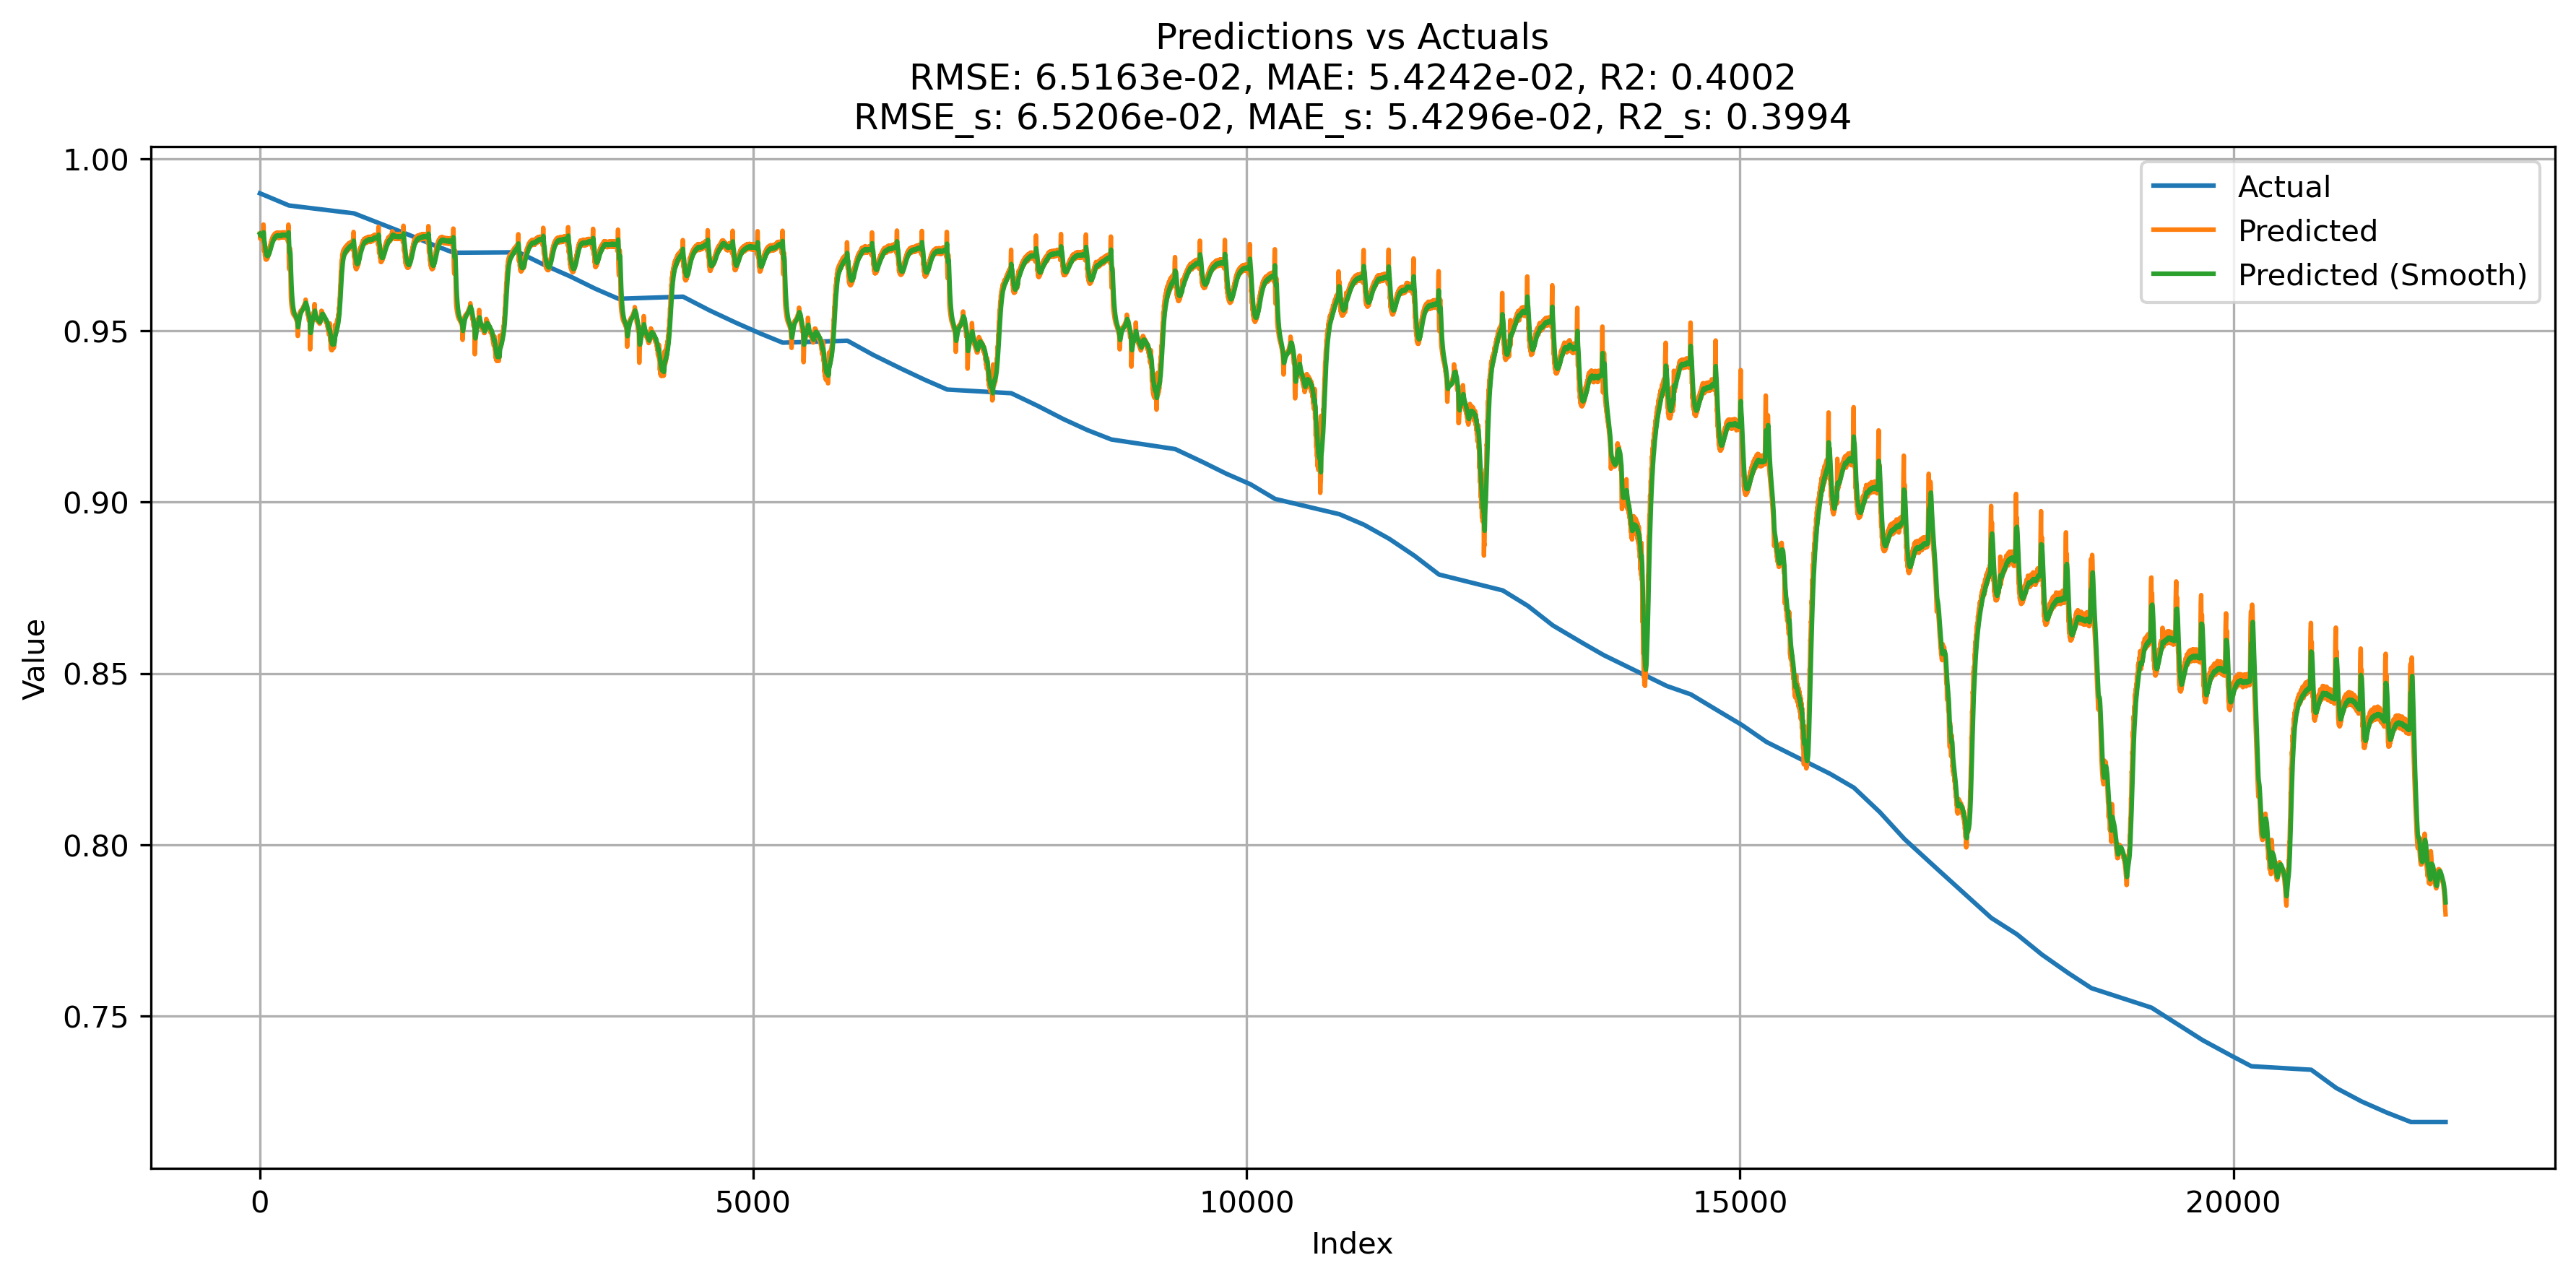 Predictions vs Actuals
RMSE: 6.5163e-02, MAE: 5.4242e-02, R2: 0.4002
RMSE_s: 6.5206e-02, MAE_s: 5.4296e-02, R2_s: 0.3994
1.00
0.95
0.90
0.85
0.80
0.75
Value
Actual
Predicted
Predicted (Smooth)
0 5000 10000 15000 20000
Index